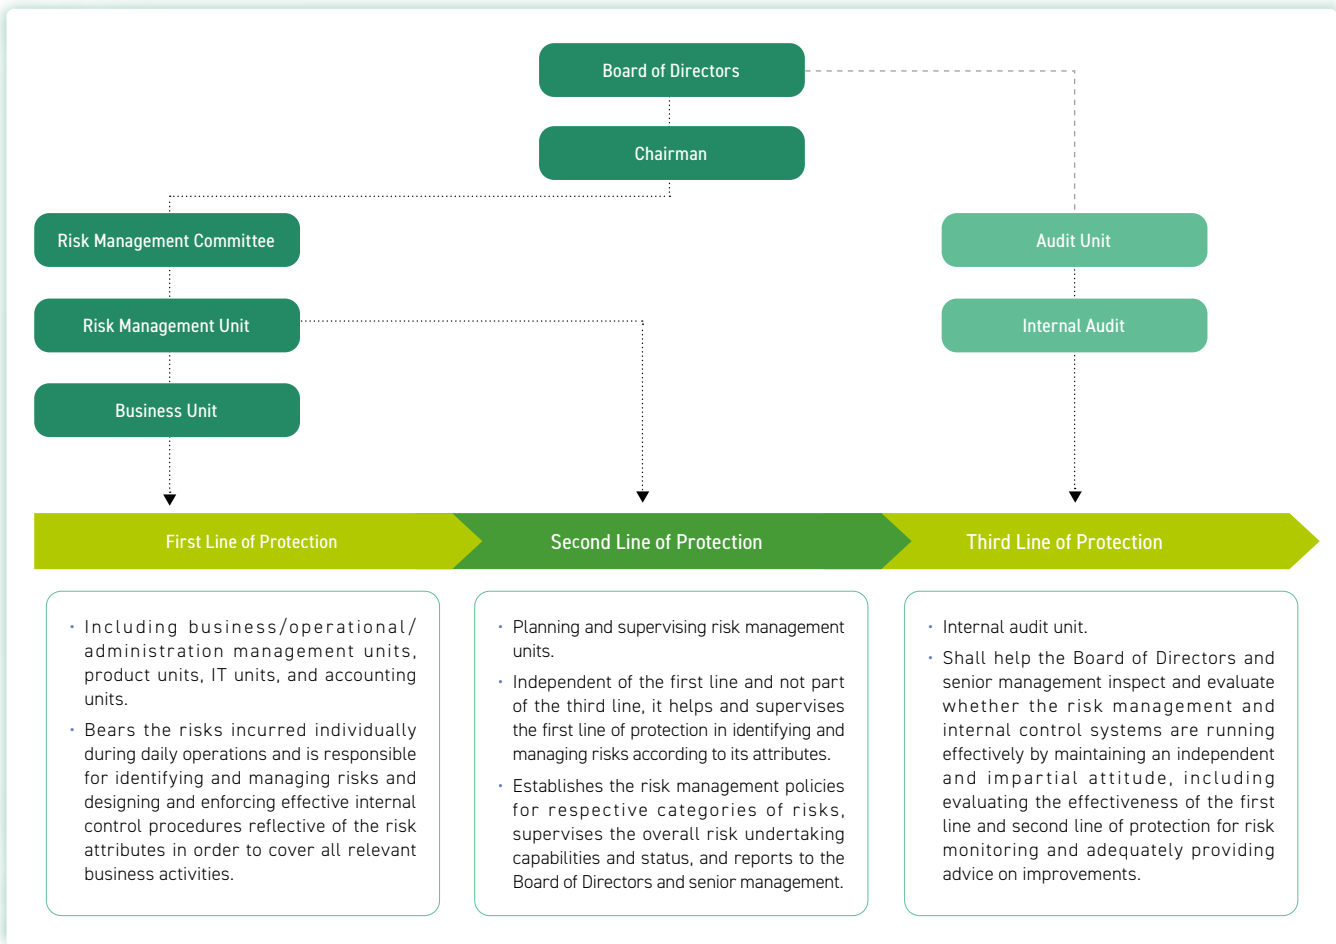 Board of Directors
Chairman
Risk Management Committee
Audit Unit
Risk Management Unit
Internal Audit
Business Unit
First Line of Protection
Second Line of Protection
Third Line of Protection
• Including business/operational/
administration management units,
product units, IT units, and accounting
units.
• Bears the risks incurred individually
during daily operations and is responsible
for identifying and managing risks and
designing and enforcing effective internal
control procedures reflective of the risk
attributes in order to cover all relevant
business activities.
• Planning and supervising risk management
units.
• Independent of the first line and not part
of the third line, it helps and supervises
the first line of protection in identifying and
managing risks according to its attributes.
• Establishes the risk management policies
for respective categories of risks,
supervises the overall risk undertaking
capabilities and status, and reports to the
Board of Directors and senior management.
• Internal audit unit.
• Shall help the Board of Directors and
senior management inspect and evaluate
whether the risk management and
internal control systems are running
effectively by maintaining an independent
and impartial attitude, including
evaluating the effectiveness of the first
line and second line of protection for risk
monitoring and adequately providing
advice on improvements.